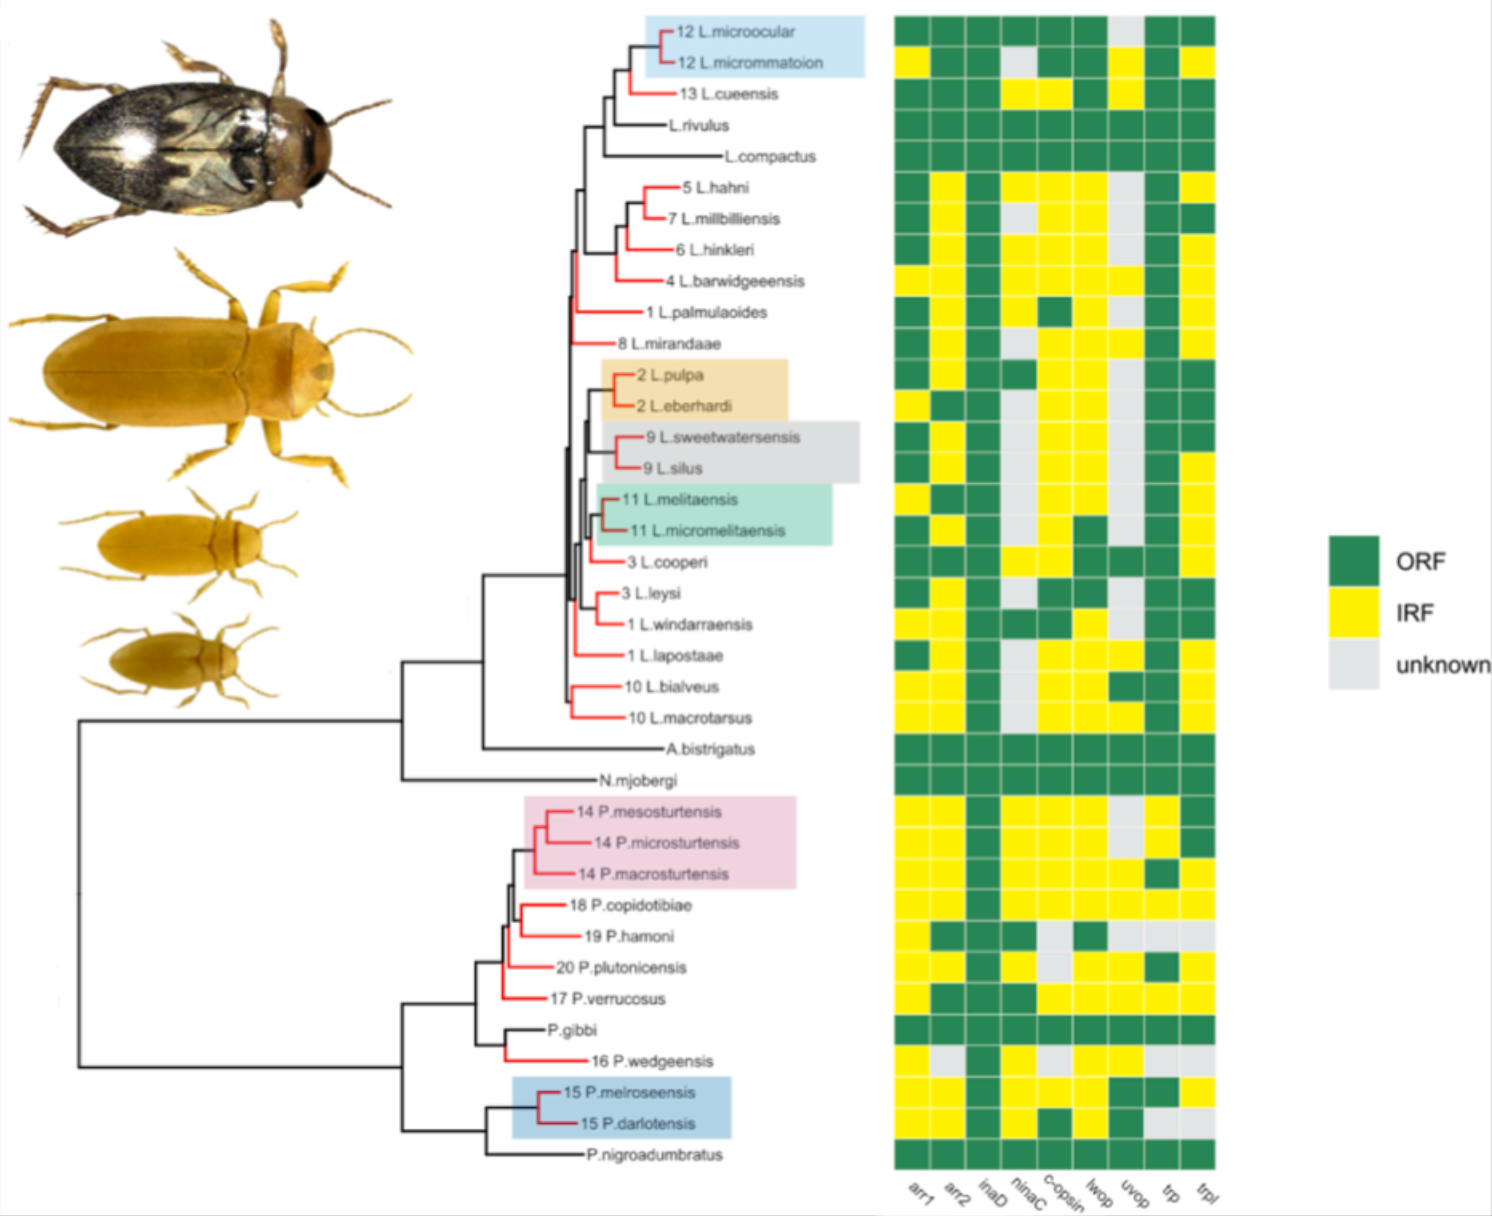 12 L.microocular
12 L.micrommatoion
13 L.cueensis
L.rivulus
L.compactus
5 L.hahni
7 L.millbilliensis
6 L.hinkleri
4 L.barwidgeeensis
1 L.palmulaoides
8 L.mirandaae
2 L.pulpa
2 L.eberhardi
9 L.sweetwatersensis
9 L.silus
11 L.melitaensis
11 L.micromelitaensis
3 L.cooperi
3 L.leysi
1 L.windarraensis
1 L.lapostaae
10 L.bialveus
10 L.macrotarsus
A.bistrigatus
N.mjobergi
14 P.mesosturtensis
14 P.microsturtensis
14 P.macrosturtensis
18 P.copidotibiae
19 P.hamoni
20 P.plutonicensis
17 P.verrucosus
P.gibbi
16 P.wedgeensis
15 P.melroseensis
15 P.darlotensis
P.nigroadumbratus
arr1 arr2 inaD ninaC c-opsin lwop uvop trp trpl
ORF
IRF
unknown